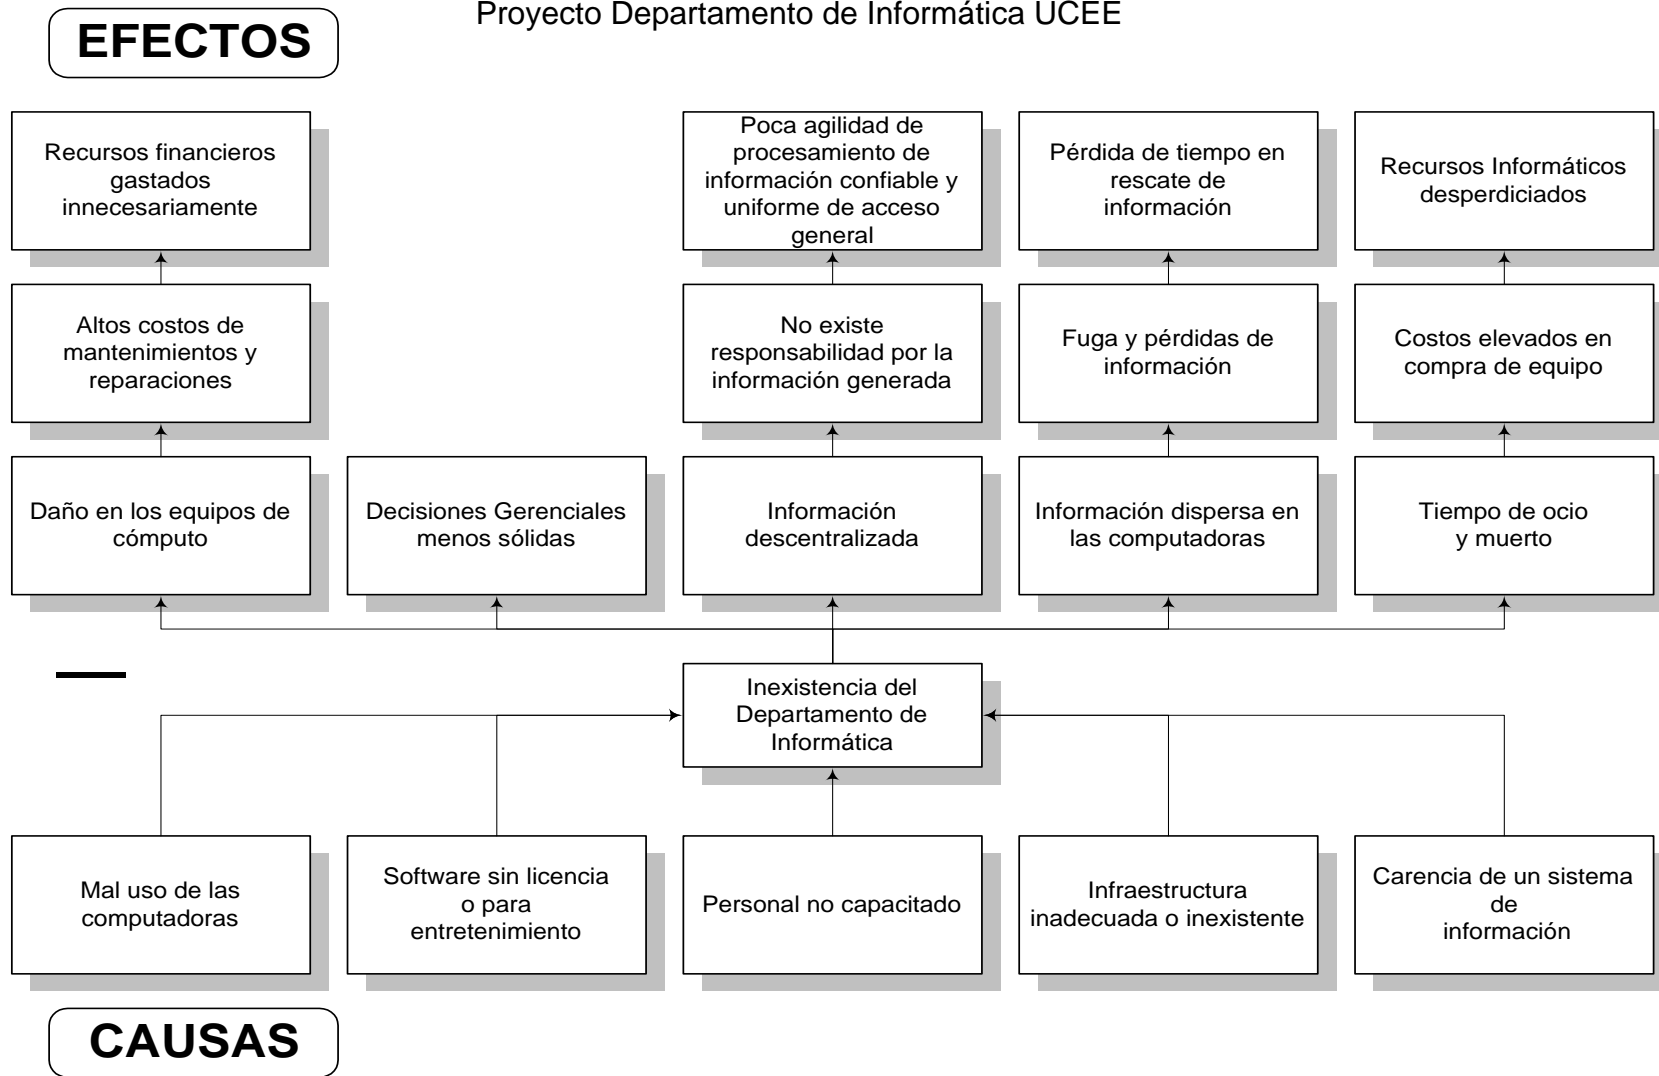 Proyecto Departamento de Informática UCEE
EFECTOS
Recursos financieros
gastados
innecesariamente
Poca agilidad de
procesamiento de
información confiable y
uniforme de acceso
general
Pérdida de tiempo en
rescate de
información
Recursos Informáticos
desperdiciados
Altos costos de
mantenimientos y
reparaciones
No existe
responsabilidad por la
información generada
Fuga y pérdidas de
información
Costos elevados en
compra de equipo
Daño en los equipos de
cómputo
Decisiones Gerenciales
menos sólidas
Información
descentralizada
Información dispersa en
las computadoras
Tiempo de ocio
y muerto
Inexistencia del
Departamento de
Informática
Mal uso de las
computadoras
Software sin licencia
o para
entretenimiento
Personal no capacitado
Infraestructura
inadecuada o inexistente
Carencia de un sistema
de
información
CAUSAS